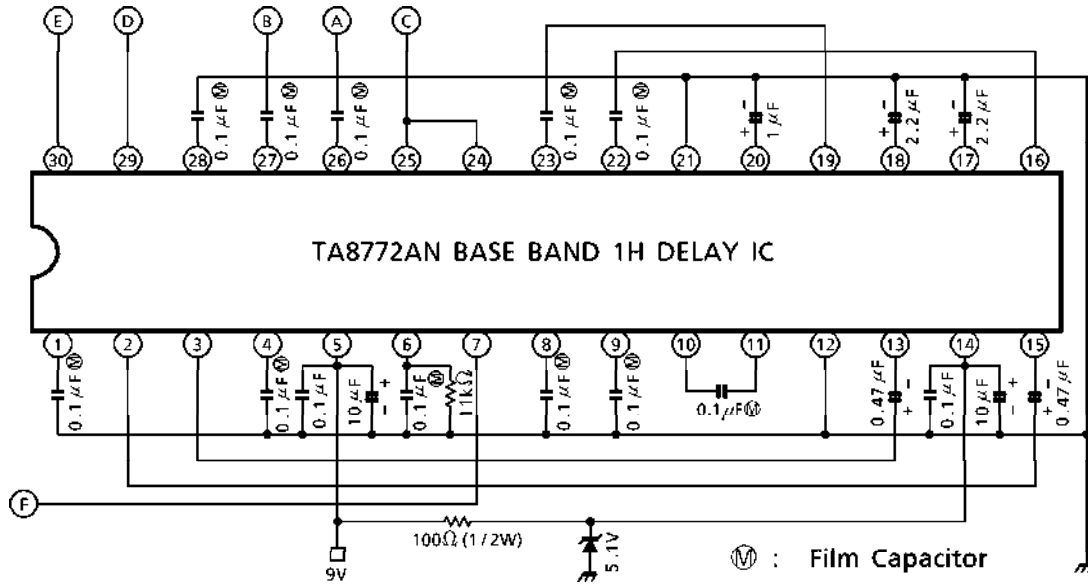 E D B A C
0.1μF Ⓜ 0.1μF Ⓜ 0.1μF Ⓜ 0.1μF Ⓜ 0.1μF Ⓜ + - 1μF + - 2.2μF + - 2.2μF
30 29 28 27 26 25 24 23 22 21 20 19 18 17 16
TA8772AN BASE BAND 1H DELAY IC
1 2 3 4 5 6 7 8 9 10 11 12 13 14 15
0.1μF Ⓜ 0.1μF Ⓜ 0.1μF 10μF - + 0.1μF Ⓜ 11kΩ 0.1μF Ⓜ 0.1μF Ⓜ 0.1μF Ⓜ 0.47μF - + 0.1μF 10μF - + - + 0.47μF
F
100Ω (1/2W)
5.1V
9V
Ⓜ : Film Capacitor